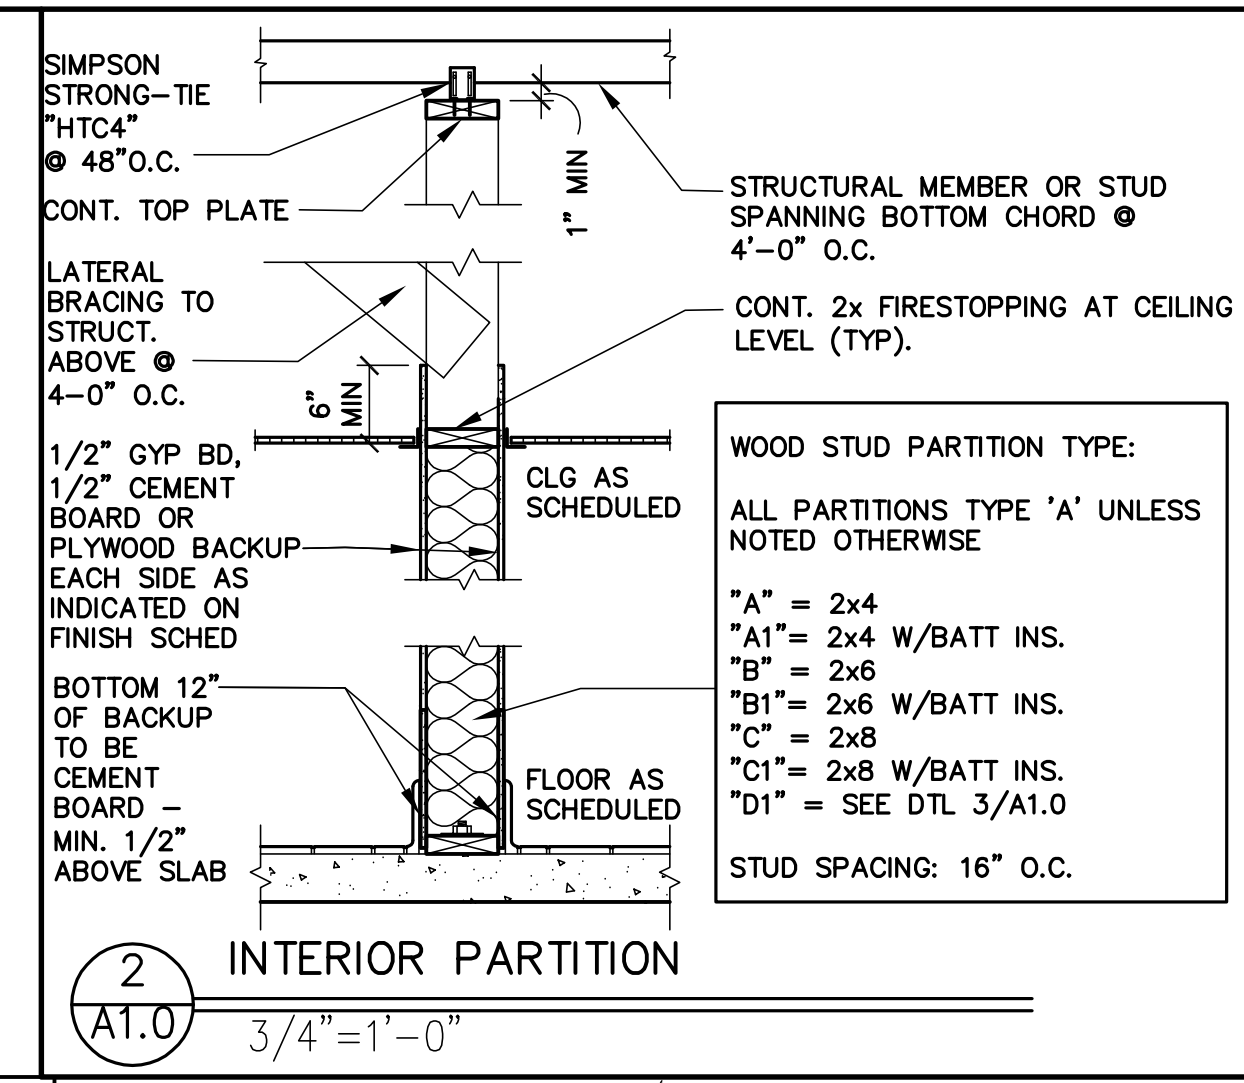 SIMPSON
STRONG-TIE
"HTC4"
@ 48"O.C.
CONT. TOP PLATE
LATERAL
BRACING TO
STRUCT.
ABOVE @
4-0" O.C.
1/2" GYP BD,
1/2" CEMENT
BOARD OR
PLYWOOD BACKUP
EACH SIDE AS
INDICATED ON
FINISH SCHED
BOTTOM 12"
OF BACKUP
TO BE
CEMENT
BOARD –
MIN. 1/2"
ABOVE SLAB
1" MIN
6"
MIN
CLG AS
SCHEDULED
FLOOR AS
SCHEDULED
STRUCTURAL MEMBER OR STUD
SPANNING BOTTOM CHORD @
4'-0" O.C.
CONT. 2x FIRESTOPPING AT CEILING
LEVEL (TYP).
WOOD STUD PARTITION TYPE:
ALL PARTITIONS TYPE 'A' UNLESS
NOTED OTHERWISE
"A" = 2x4
"A1"= 2x4 W/BATT INS.
"B" = 2x6
"B1"= 2x6 W/BATT INS.
"C" = 2x8
"C1"= 2x8 W/BATT INS.
"D1" = SEE DTL 3/A1.0
STUD SPACING: 16" O.C.
2
A1.0
INTERIOR PARTITION
3/4"=1'-0"